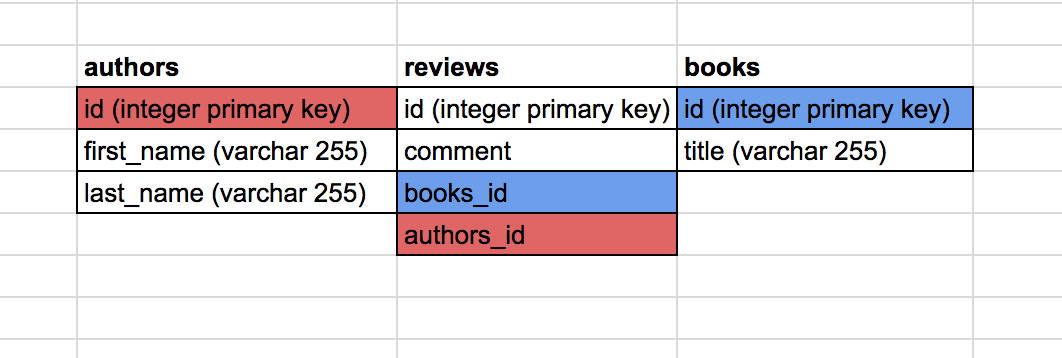 authors reviews books
id (integer primary key) id (integer primary key) id (integer primary key)
first_name (varchar 255) comment title (varchar 255)
last_name (varchar 255) books_id
authors_id